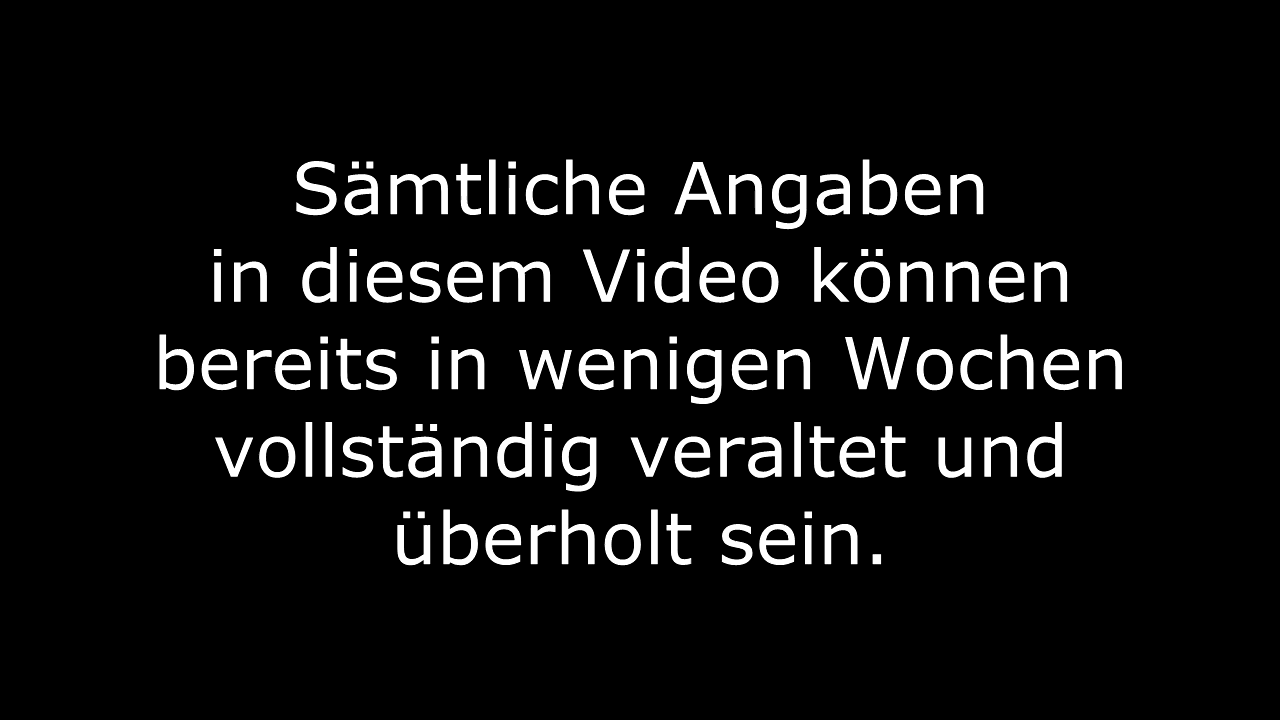 Sämtliche Angaben
in diesem Video können
bereits in wenigen Wochen
vollständig veraltet und
überholt sein.